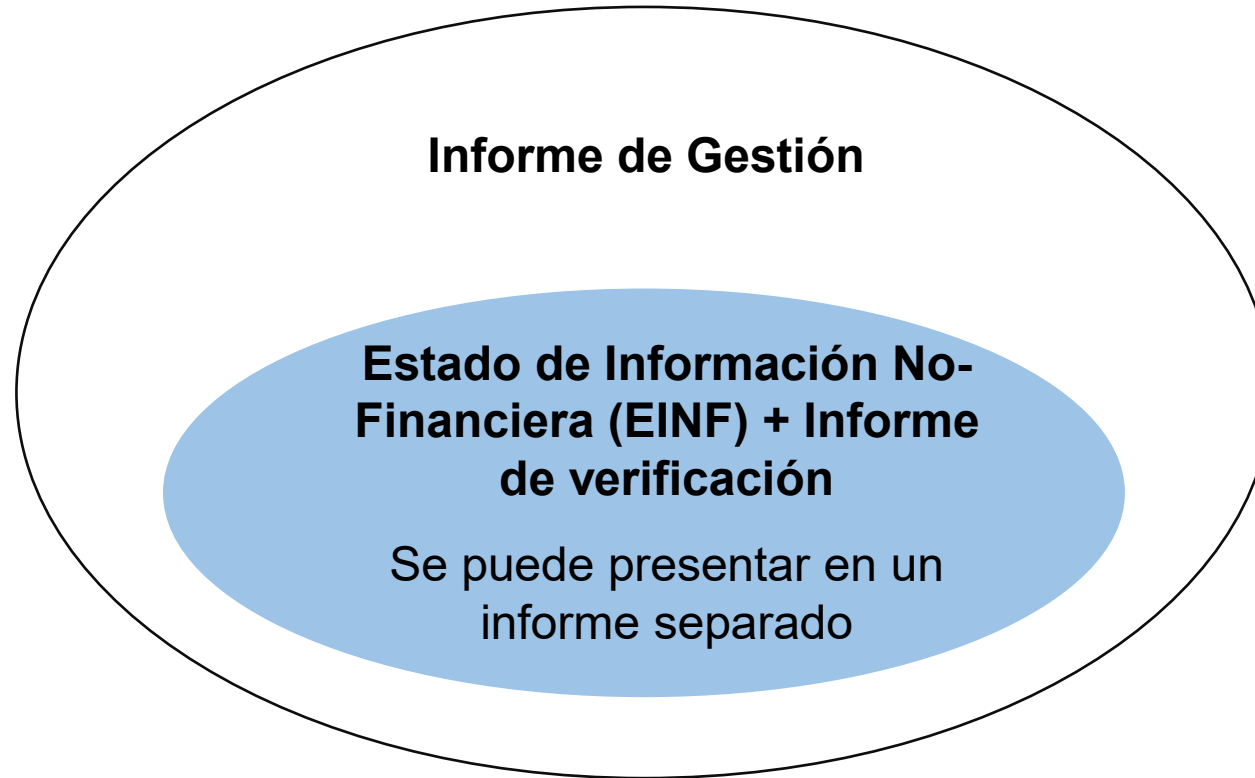 Informe de Gestión
Estado de Información No-
Financiera (EINF) + Informe
de verificación
Se puede presentar en un
informe separado